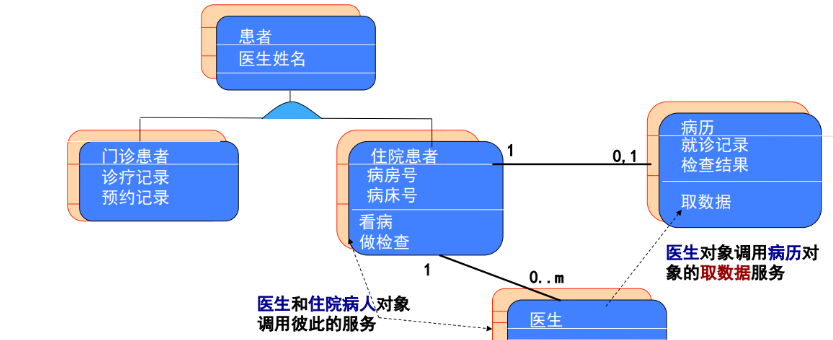 患者
医生姓名
门诊患者
诊疗记录
预约记录
住院患者
病房号
病床号
看病
做检查
1
0,1
病历
就诊记录
检查结果
取数据
医生对象调用病历对
象的取数据服务
1
0..m
医生和住院病人对象
调用彼此的服务
医生